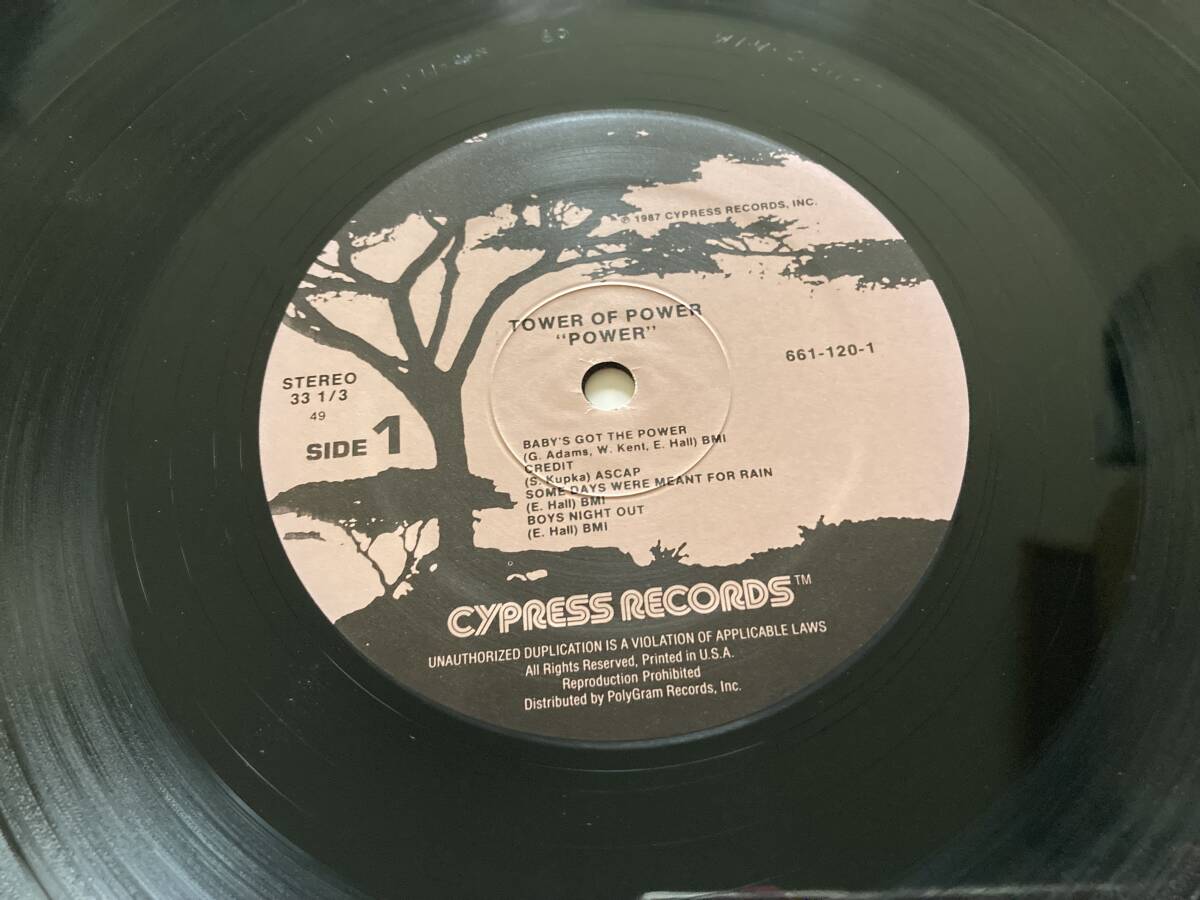 ℗ 1987 CYPRESS RECORDS, INC.
TOWER OF POWER
"POWER"
661-120-1
STEREO
33 1/3
49
SIDE 1
BABY'S GOT THE POWER
(G. Adams, W. Kent, E. Hall) BMI
CREDIT
(S. Kupka) ASCAP
SOME DAYS WERE MEANT FOR RAIN
(E. Hall) BMI
BOYS NIGHT OUT
(E. Hall) BMI
CYPRESS RECORDS™
UNAUTHORIZED DUPLICATION IS A VIOLATION OF APPLICABLE LAWS
All Rights Reserved, Printed in U.S.A.
Reproduction Prohibited
Distributed by PolyGram Records, Inc.